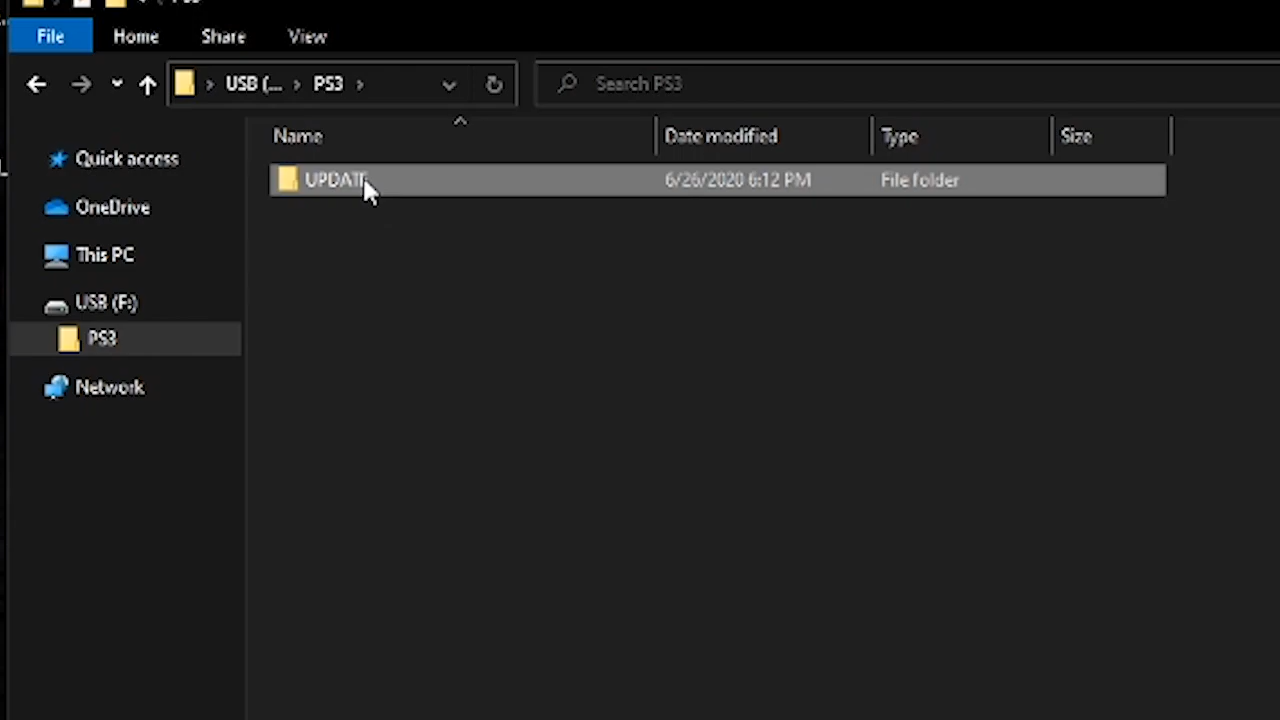 File Home Share View
USB (... PS3 Search PS3
Name Date modified Type Size
UPDATE 6/26/2020 6:12 PM File folder
Quick access
OneDrive
This PC
USB (F:)
PS3
Network